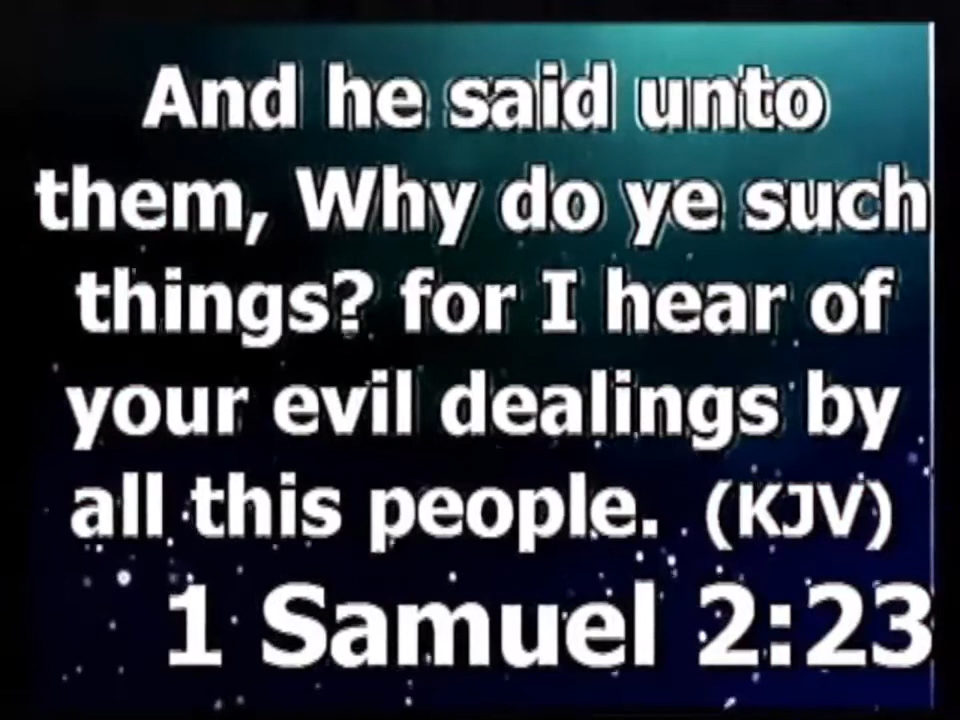 And he said unto
them, Why do ye such
things? for I hear of
your evil dealings by
all this people. (KJV)
1 Samuel 2:23